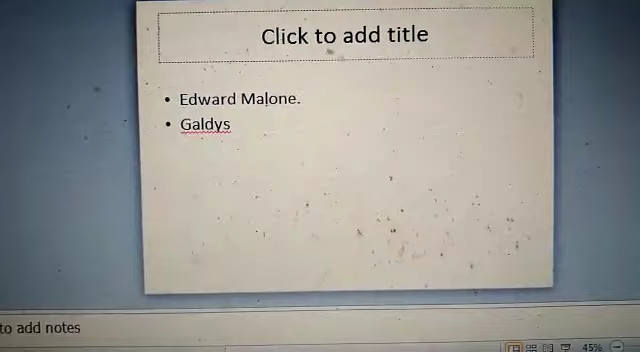 Click to add title
• Edward Malone.
• Galdys
to add notes
45%